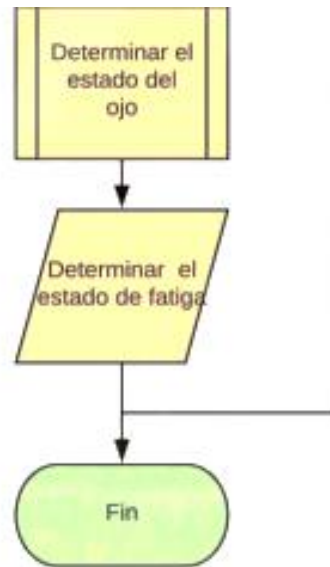 Determinar el
estado del
ojo
Determinar el
estado de fatiga
Fin